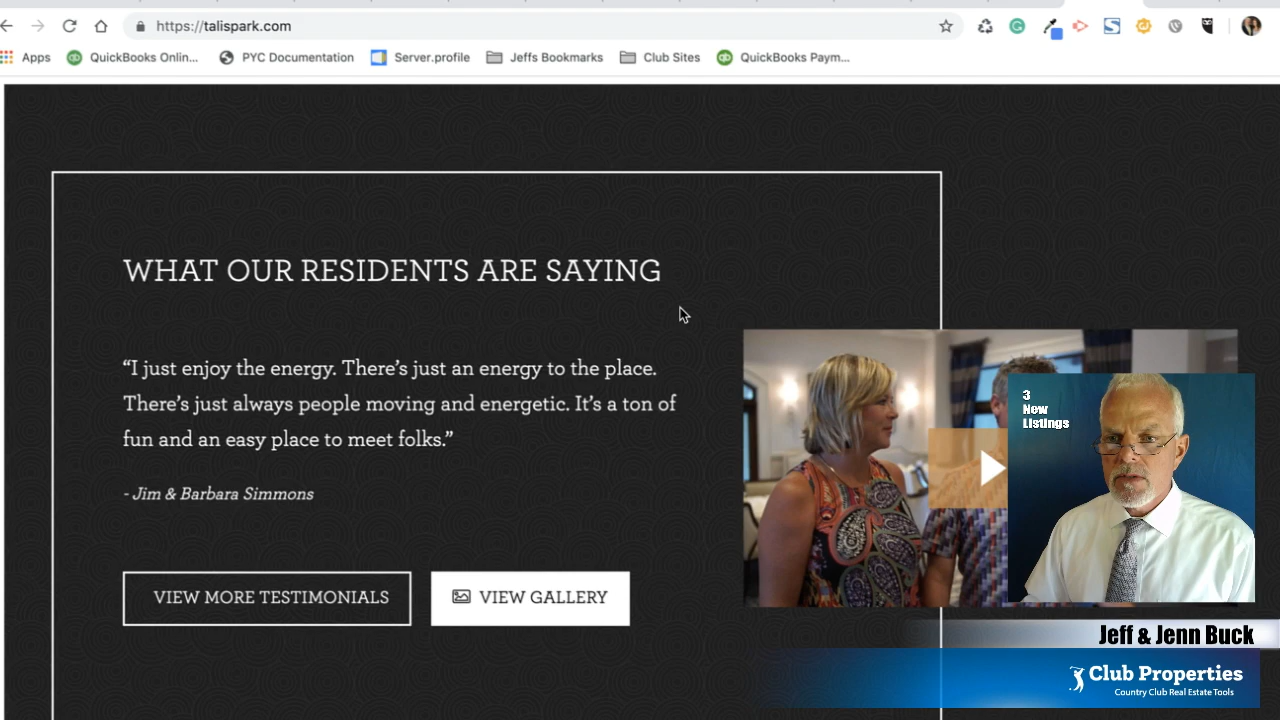 https://talispark.com
Apps
QuickBooks Onlin...
PYC Documentation
Server.profile
Jeffs Bookmarks
Club Sites
QuickBooks Paym...
WHAT OUR RESIDENTS ARE SAYING
“I just enjoy the energy. There’s just an energy to the place.
There’s just always people moving and energetic. It’s a ton of
fun and an easy place to meet folks.”
- Jim & Barbara Simmons
VIEW MORE TESTIMONIALS
VIEW GALLERY
3
New
Listings
Jeff & Jenn Buck
Club Properties
Country Club Real Estate Tools